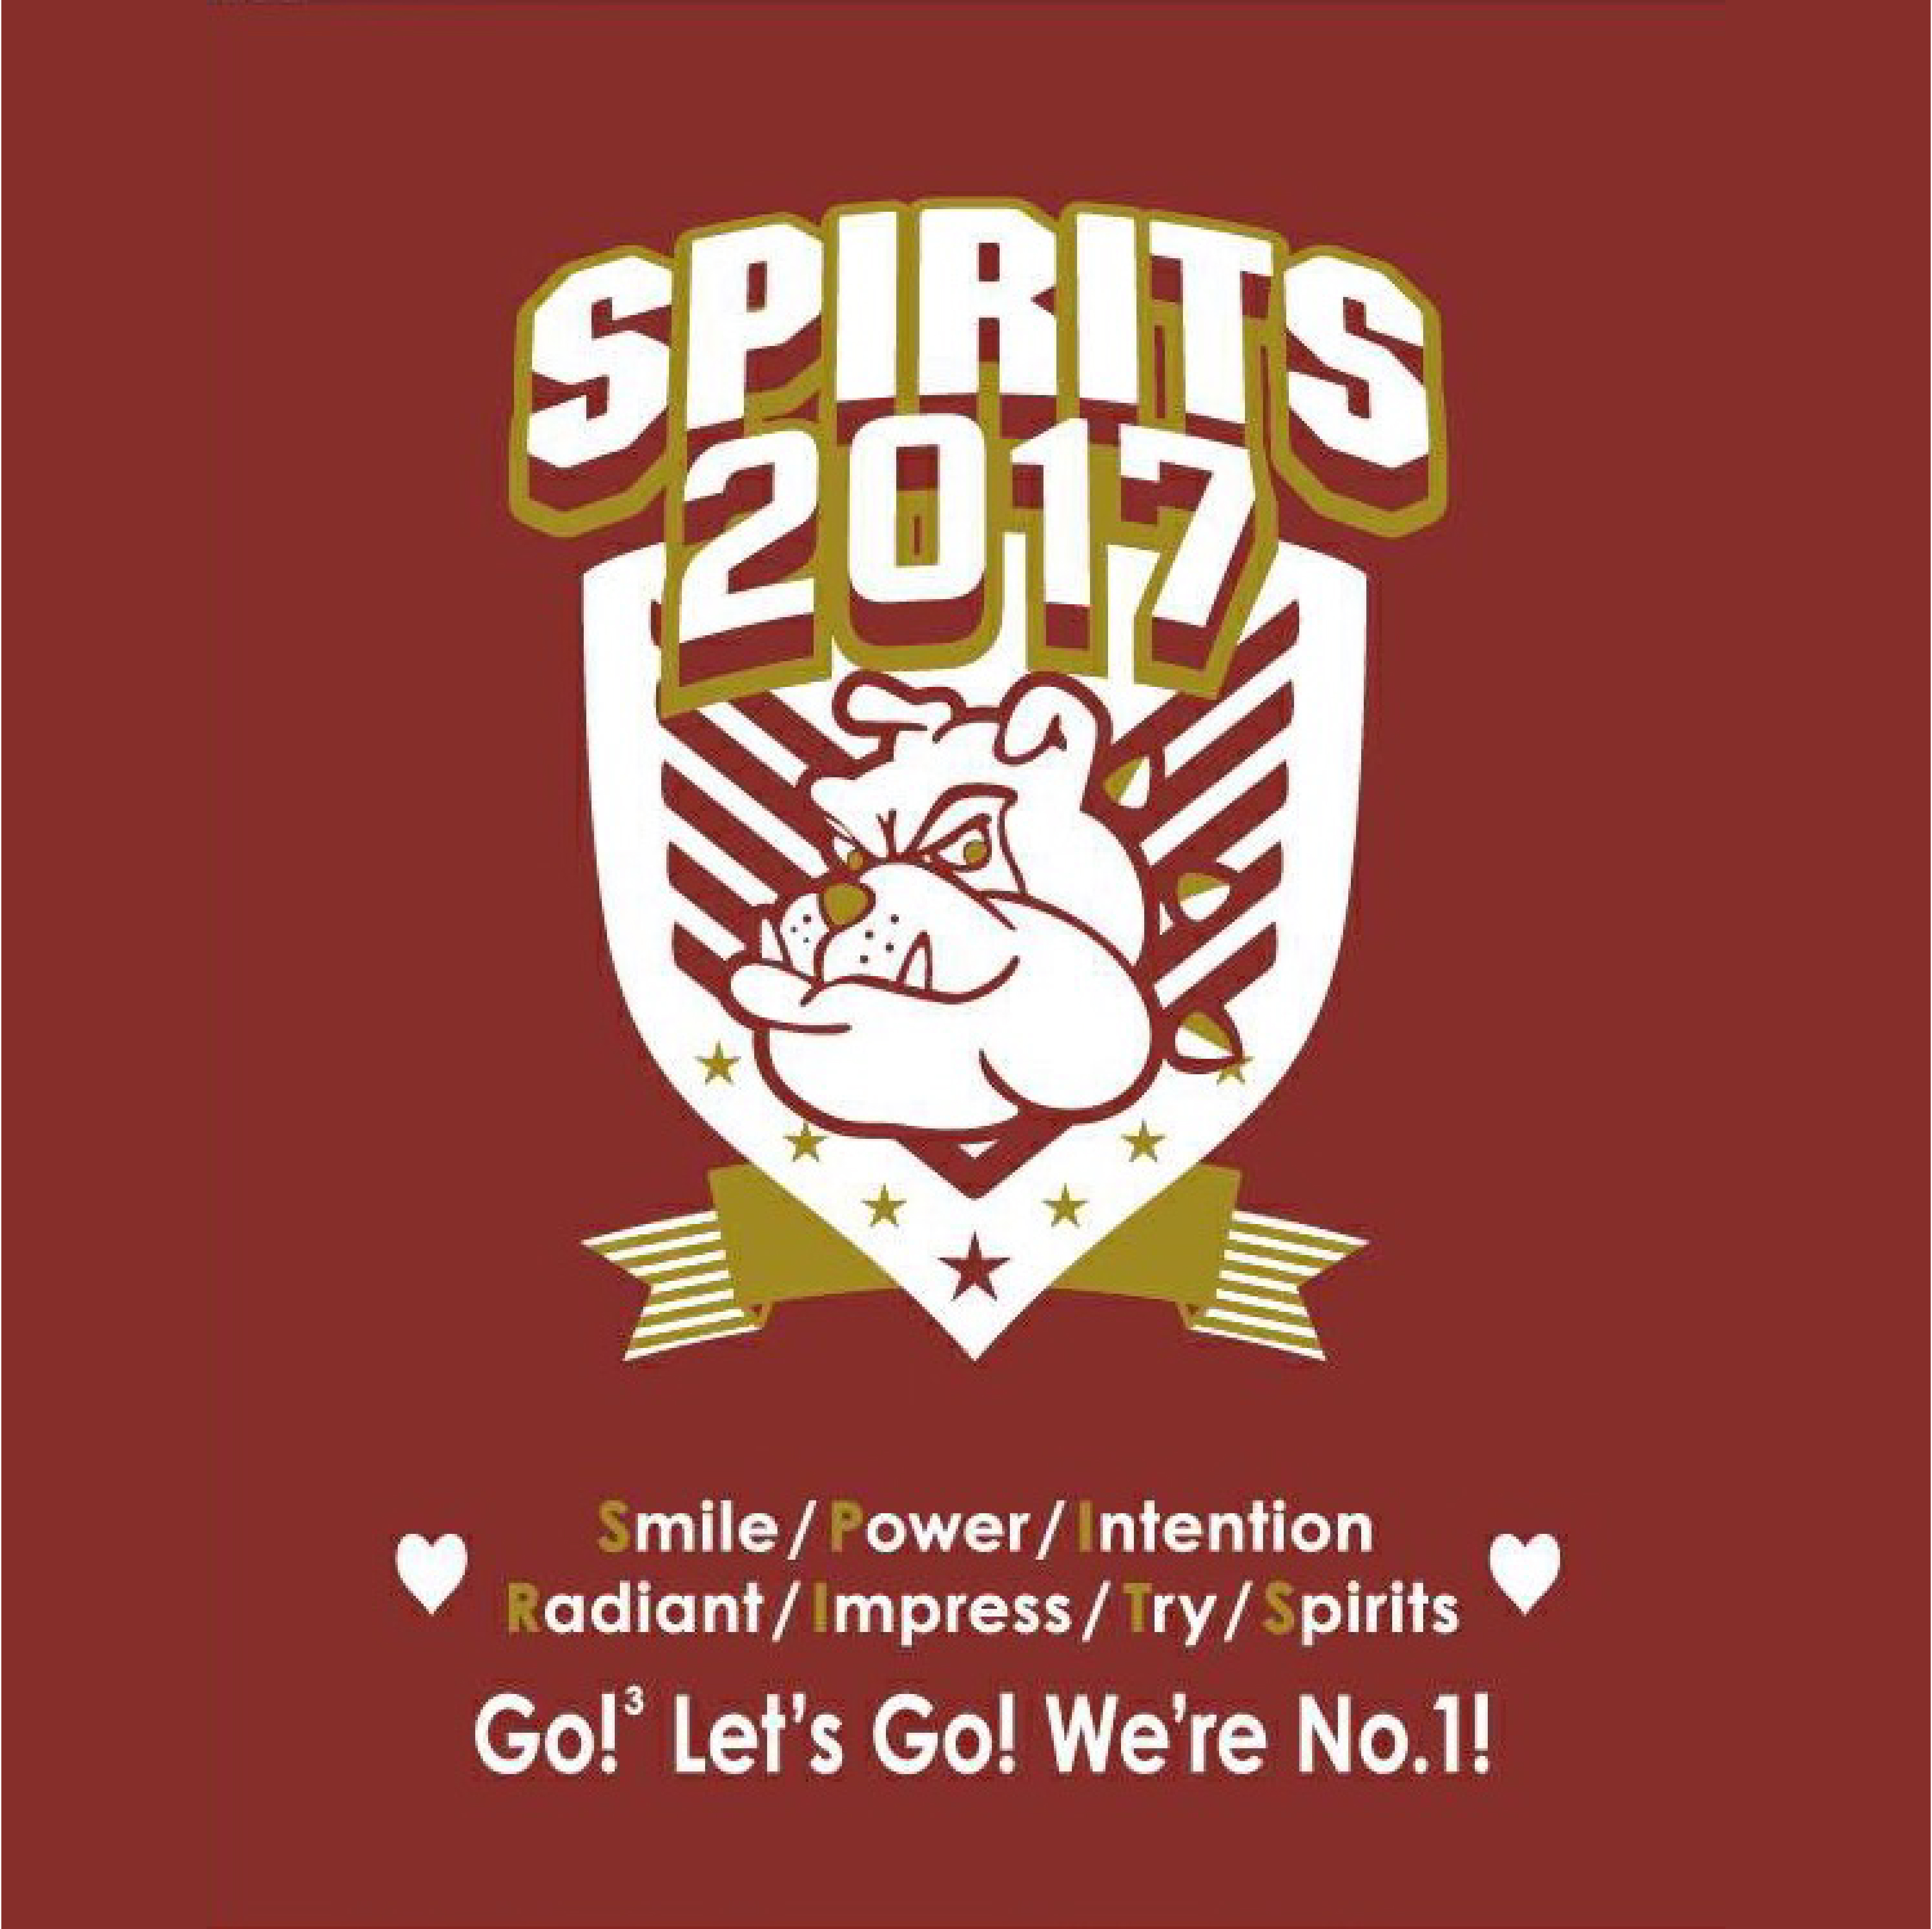 SPIRITS
2017
Smile/Power/Intention
Radiant/Impress/Try/Spirits
Go!³ Let's Go! We're No.1!